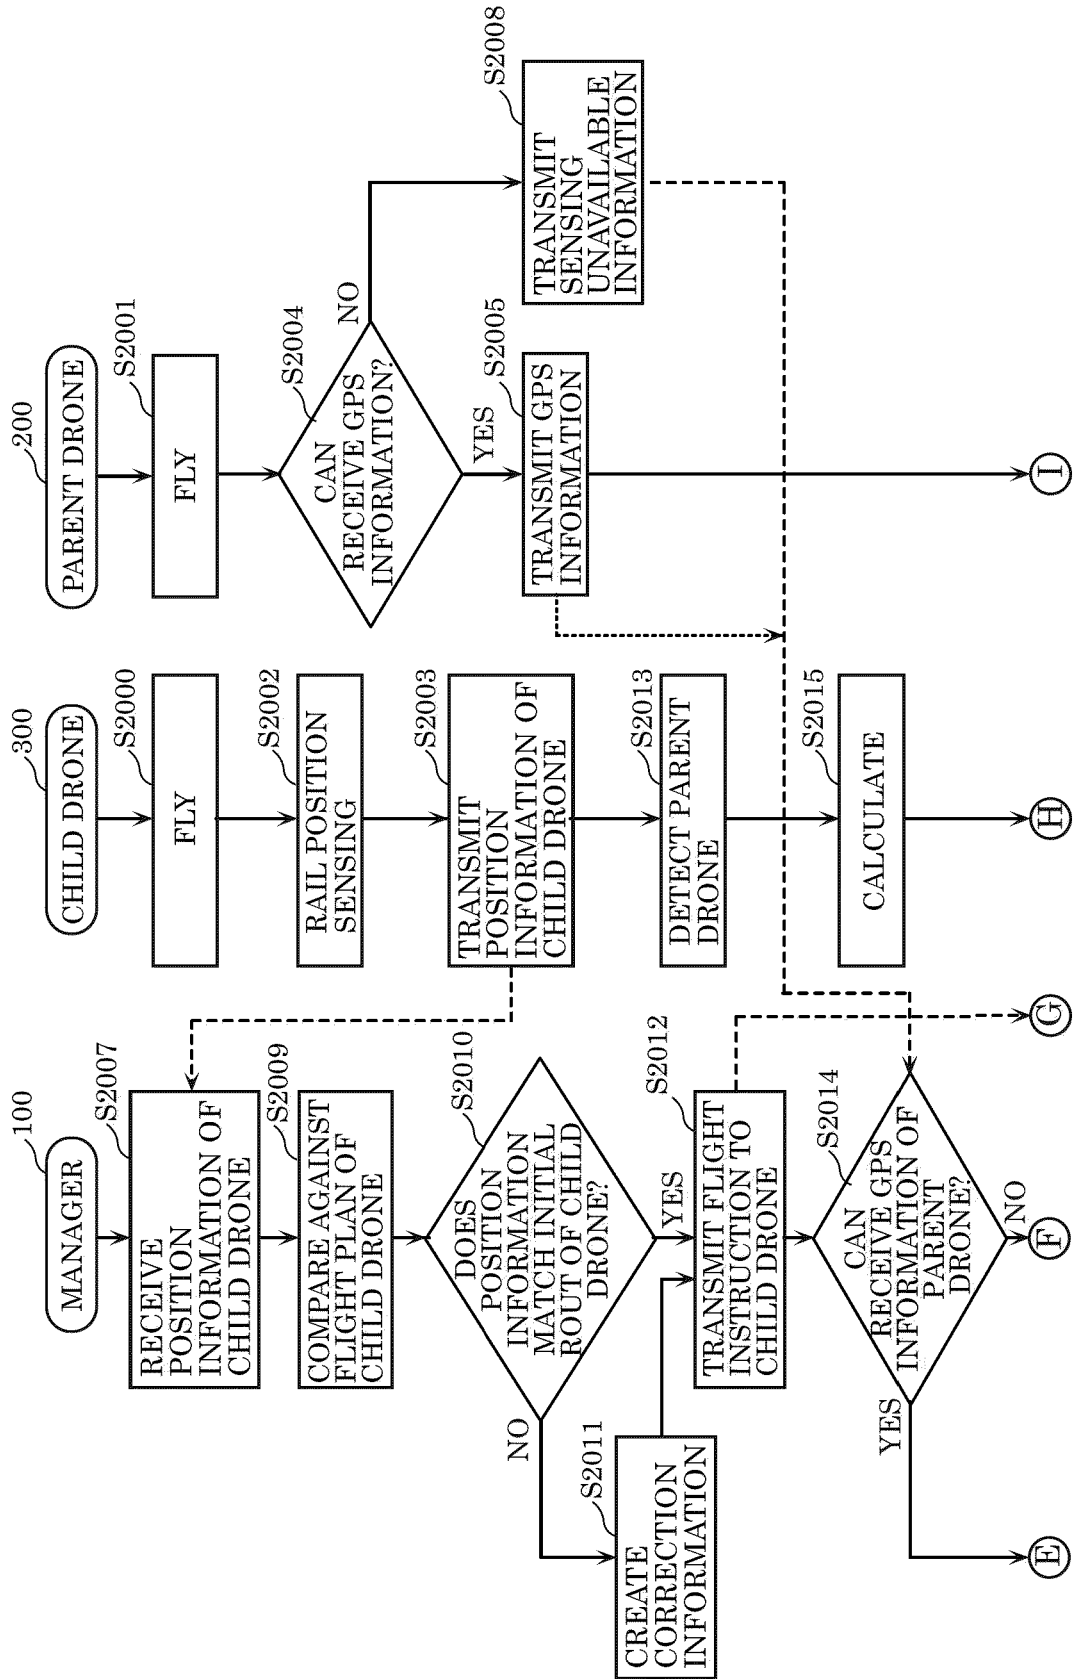 100
MANAGER
S2007
RECEIVE
POSITION
INFORMATION OF
CHILD DRONE
S2009
COMPARE AGAINST
FLIGHT PLAN OF
CHILD DRONE
S2010
DOES
POSITION
INFORMATION
MATCH INITIAL
ROUT OF CHILD
DRONE?
NO
YES
S2011
CREATE
CORRECTION
INFORMATION
S2012
TRANSMIT FLIGHT
INSTRUCTION TO
CHILD DRONE
S2014
CAN
RECEIVE GPS
INFORMATION OF
PARENT
DRONE?
YES
NO
E
F
G
300
CHILD DRONE
S2000
FLY
S2002
RAIL POSITION
SENSING
S2003
TRANSMIT
POSITION
INFORMATION OF
CHILD DRONE
S2013
DETECT PARENT
DRONE
S2015
CALCULATE
H
200
PARENT DRONE
S2001
FLY
S2004
CAN
RECEIVE GPS
INFORMATION?
NO
YES
S2005
TRANSMIT GPS
INFORMATION
S2008
TRANSMIT
SENSING
UNAVAILABLE
INFORMATION
I